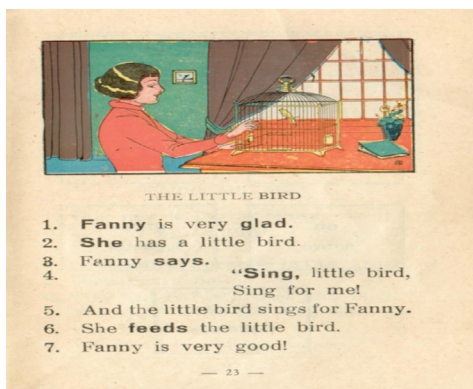 THE LITTLE BIRD
1. Fanny is very glad.
2. She has a little bird.
3. Fanny says.
4. "Sing, little bird,
Sing for me!
5. And the little bird sings for Fanny.
6. She feeds the little bird.
7. Fanny is very good!
— 23 —